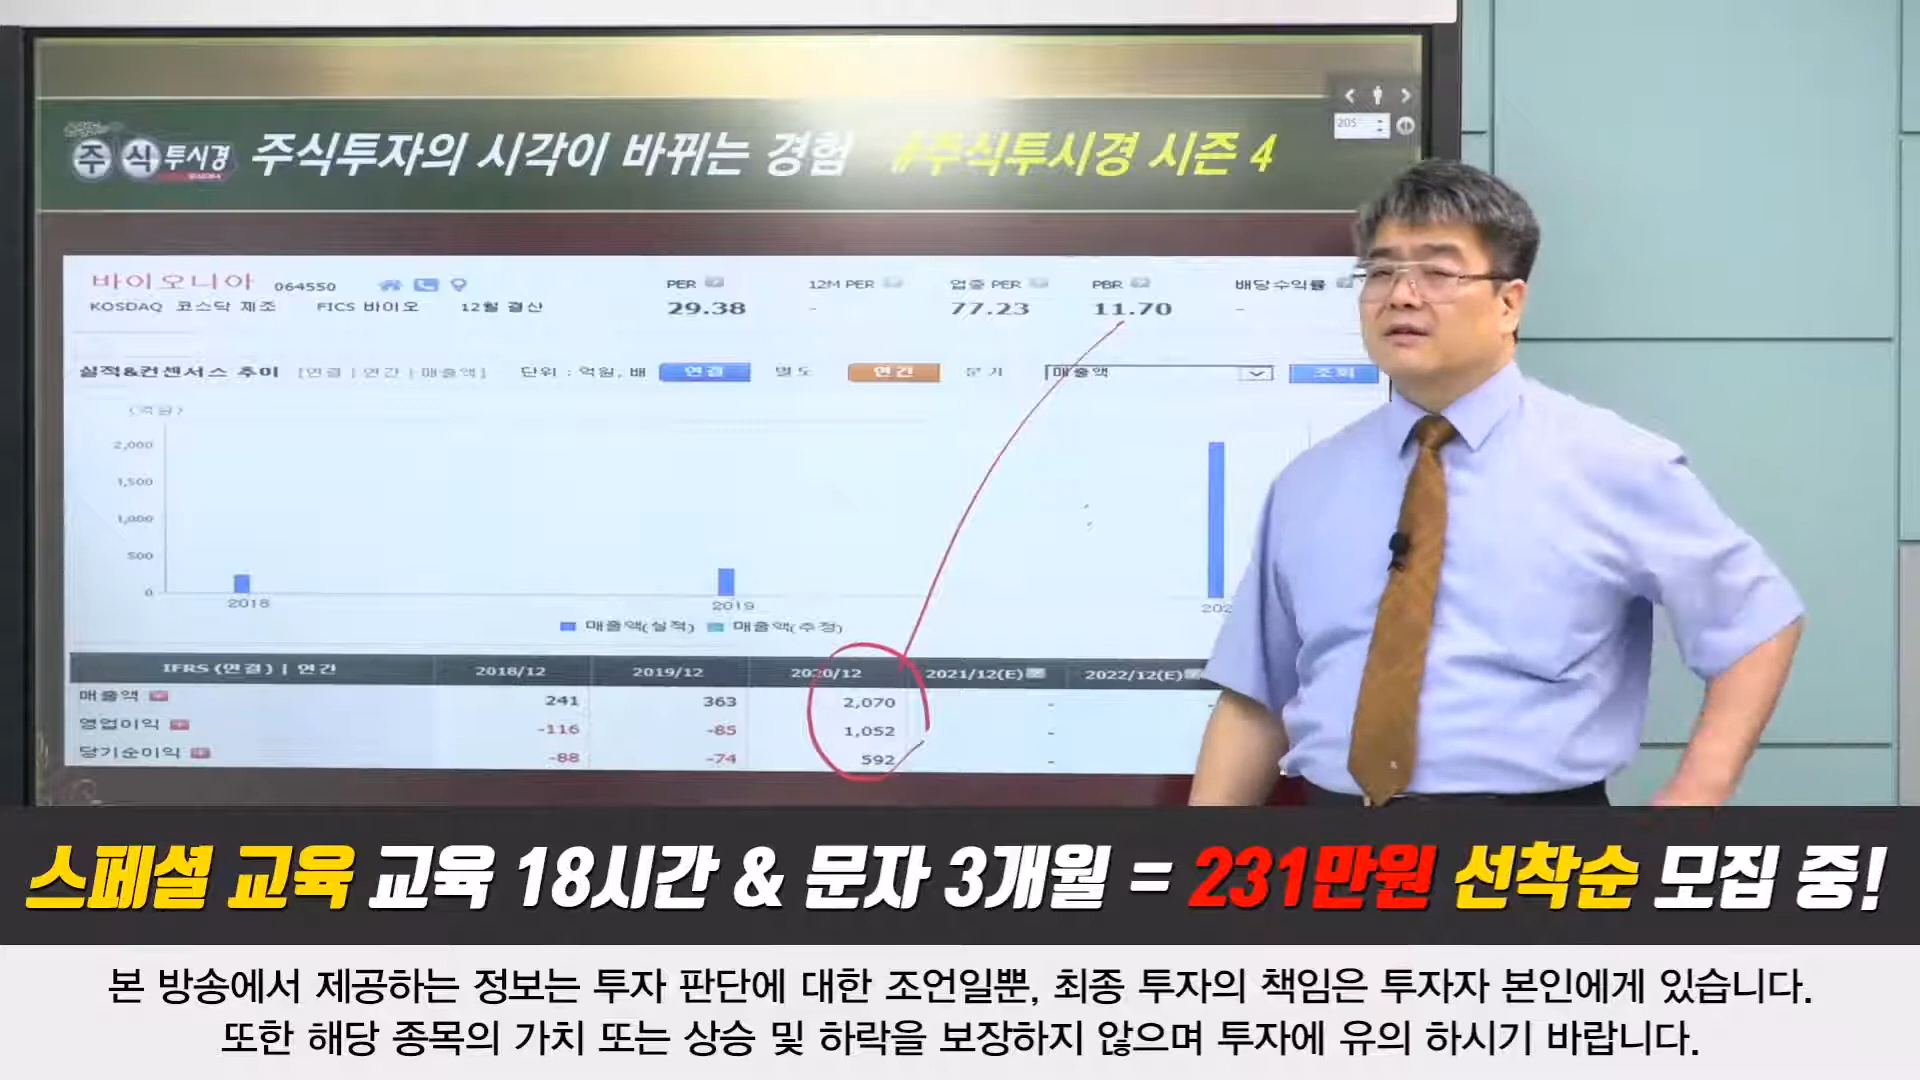 주식투시경 주식투자의 시각이 바뀌는 경험 #주식투시경 시즌 4
205
바이오니아 064550
KOSDAQ 코스닥 제조 FICS 바이오 12월 결산
PER 12M PER 업종 PER PBR 배당수익률
29.38 - 77.23 11.70 -
실적&컨센서스 추이 [연결 | 연간 | 매출액] 단위 : 억원, 배 연결 별도 연간 분기 매출액 조회
(억원)
2,000
1,500
1,000
500
0
2018 2019 202
매출액(실적) 매출액(추정)
IFRS (연결) | 연간 2018/12 2019/12 2020/12 2021/12(E) 2022/12(E)
매출액 241 363 2,070 - -
영업이익 -116 -85 1,052 -
당기순이익 -88 -74 592 -
스페셜 교육 교육 18시간 & 문자 3개월 = 231만원 선착순 모집 중!
본 방송에서 제공하는 정보는 투자 판단에 대한 조언일뿐, 최종 투자의 책임은 투자자 본인에게 있습니다.
또한 해당 종목의 가치 또는 상승 및 하락을 보장하지 않으며 투자에 유의 하시기 바랍니다.